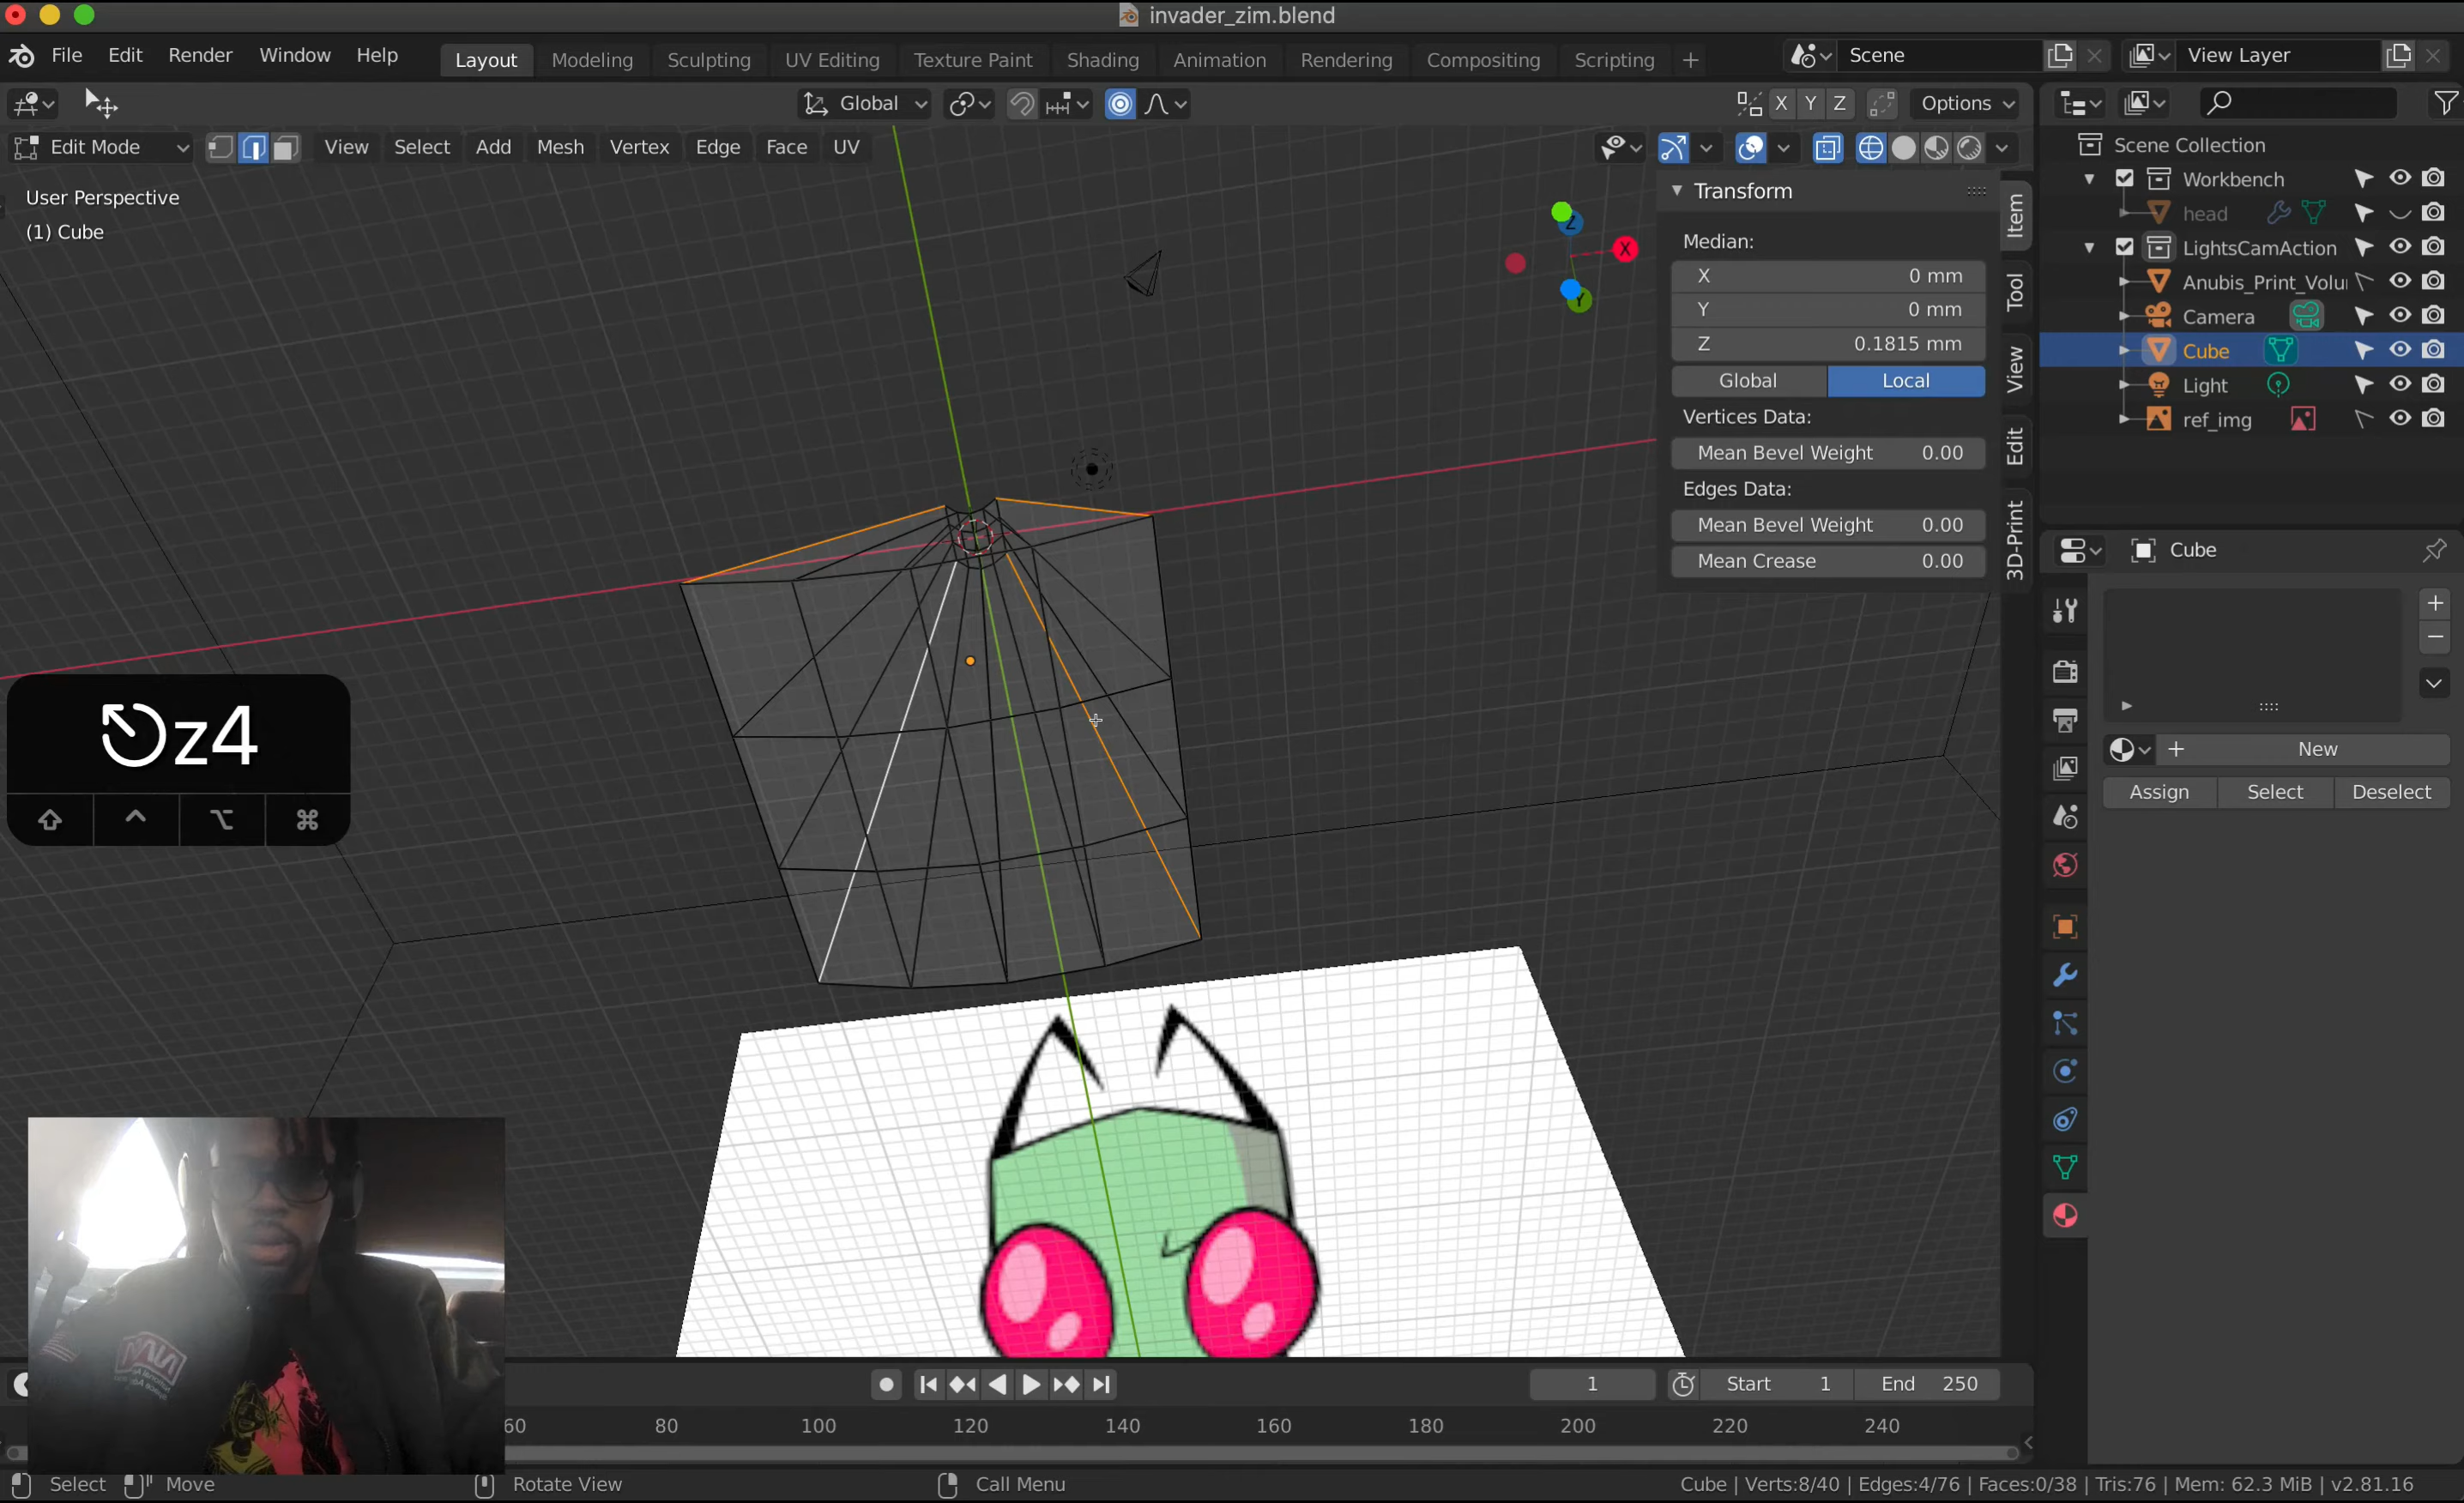 invader_zim.blend
File Edit Render Window Help
Layout Modeling Sculpting UV Editing Texture Paint Shading Animation Rendering Compositing Scripting +
Scene
View Layer
Global
X Y Z
Options
Edit Mode
View Select Add Mesh Vertex Edge Face UV
User Perspective
(1) Cube
Z
X
Y
Transform
Median:
X 0 mm
Y 0 mm
Z 0.1815 mm
Global Local
Vertices Data:
Mean Bevel Weight 0.00
Edges Data:
Mean Bevel Weight 0.00
Mean Crease 0.00
Item
Tool
View
Edit
3D-Print
Scene Collection
Workbench
head
LightsCamAction
Anubis_Print_Volu
Camera
Cube
Light
ref_img
Cube
+ New
Assign Select Deselect
z4
1
Start 1
End 250
60 80 100 120 140 160 180 200 220 240
Select Move Rotate View Call Menu
Cube | Verts:8/40 | Edges:4/76 | Faces:0/38 | Tris:76 | Mem: 62.3 MiB | v2.81.16